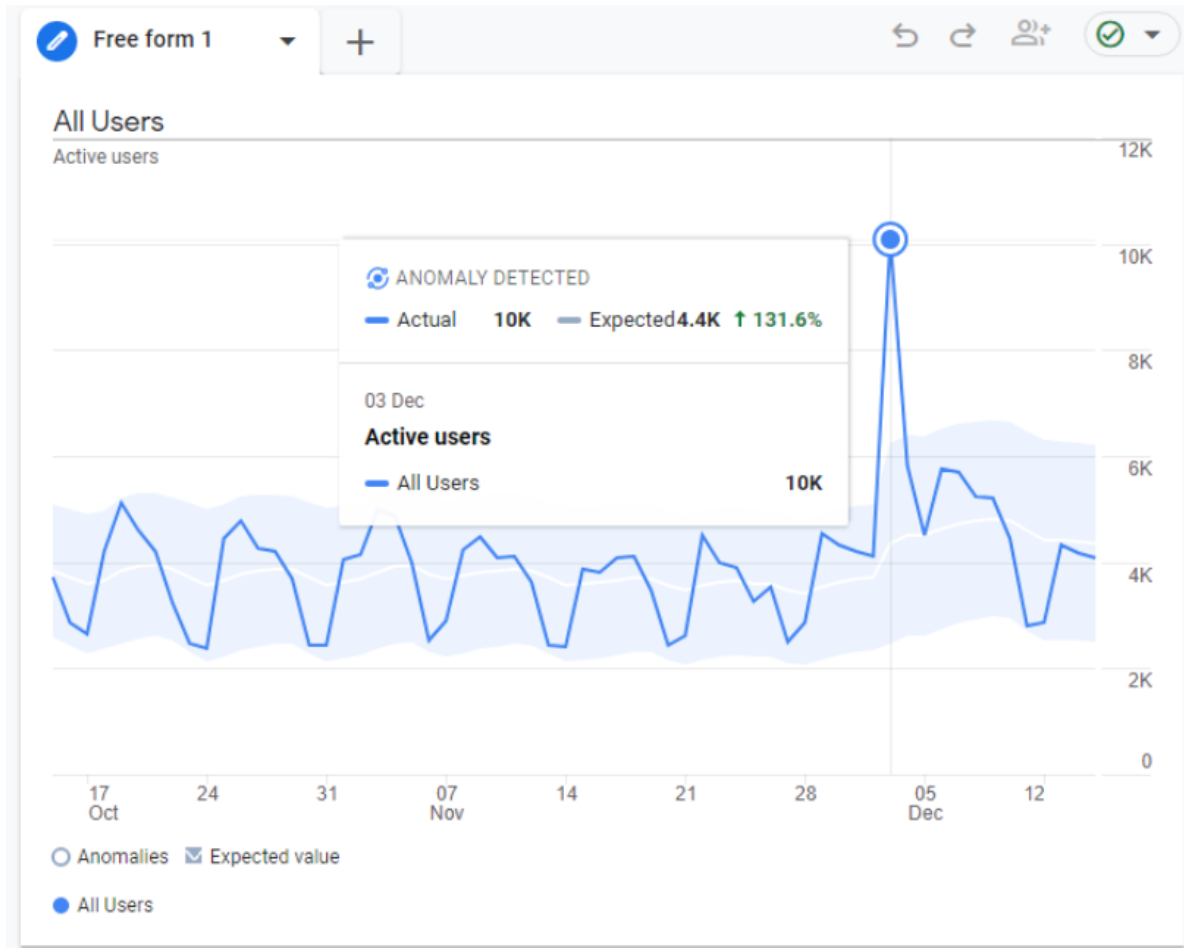 Free form 1
All Users
Active users
12K
10K
8K
6K
4K
2K
0
ANOMALY DETECTED
Actual 10K Expected4.4K ↑ 131.6%
03 Dec
Active users
All Users 10K
17 24 31 07 14 21 28 05 12
Oct Nov Dec
Anomalies Expected value
All Users